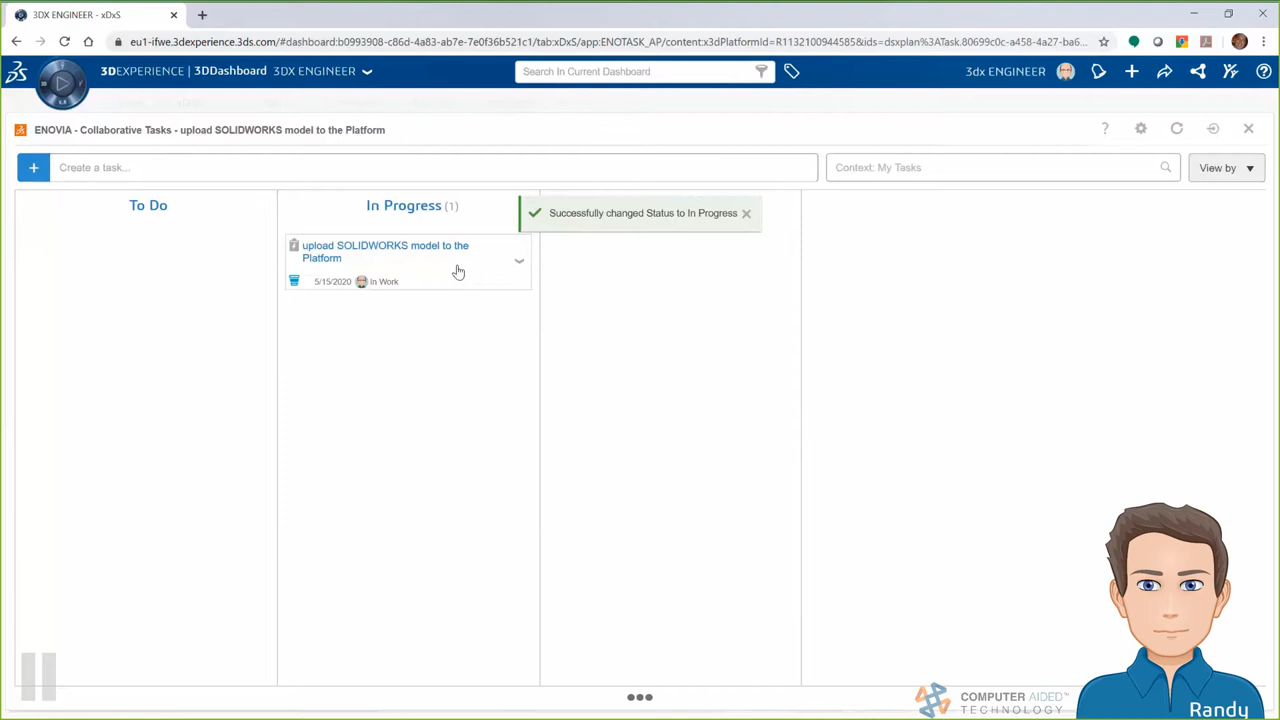 3DX ENGINEER - xDxS
eu1-ifwe.3dexperience.3ds.com/#dashboard:b0993908-c86d-4a83-ab7e-7e0f36b521c1/tab:xDxS/app:ENOTASK_AP/content:x3dPlatformId=R1132100944585&ids=dsxplan%3ATask.80699c0d-c-a458-4a27-ba6...
3DEXPERIENCE | 3DDashboard 3DX ENGINEER
Search In Current Dashboard
3dx ENGINEER
V.R
ENOVIA - Collaborative Tasks - upload SOLIDWORKS model to the Platform
?
+ Create a task...
Context: My Tasks
View by
To Do
In Progress (1)
Successfully changed Status to In Progress
upload SOLIDWORKS model to the
Platform
5/15/2020 In Work
COMPUTER AIDED™
TECHNOLOGY
Randy